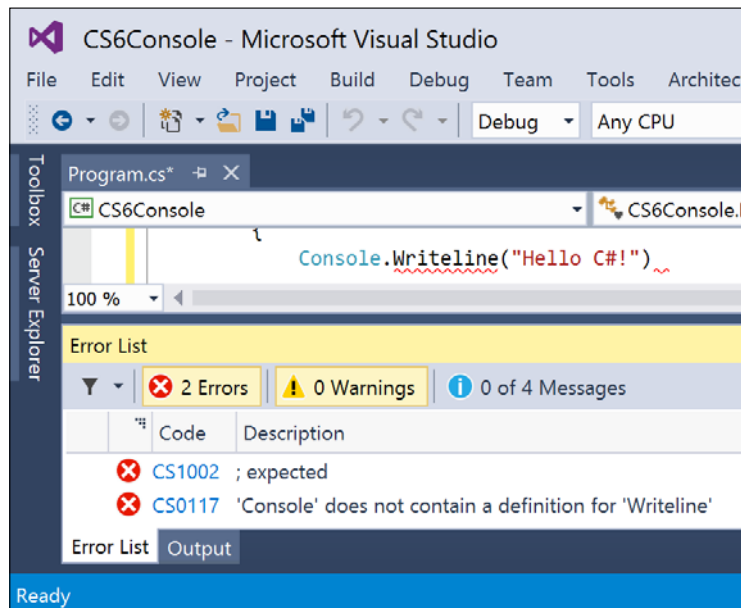 CS6Console - Microsoft Visual Studio
File Edit View Project Build Debug Team Tools Architec
Debug Any CPU
Toolbox
Server Explorer
Program.cs*
C# CS6Console CS6Console.
{
Console.Writeline("Hello C#!")
100 %
Error List
2 Errors 0 Warnings 0 of 4 Messages
Code Description
CS1002 ; expected
CS0117 'Console' does not contain a definition for 'Writeline'
Error List Output
Ready